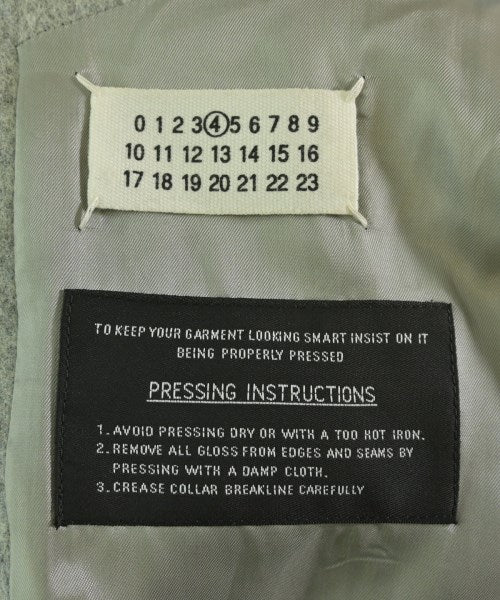 0 1 2 3 4 5 6 7 8 9
10 11 12 13 14 15 16
17 18 19 20 21 22 23
TO KEEP YOUR GARMENT LOOKING SMART INSIST ON IT
BEING PROPERLY PRESSED
PRESSING INSTRUCTIONS
1. AVOID PRESSING DRY OR WITH A TOO HOT IRON.
2. REMOVE ALL GLOSS FROM EDGES AND SEAMS BY
PRESSING WITH A DAMP CLOTH.
3. CREASE COLLAR BREAKLINE CAREFULLY